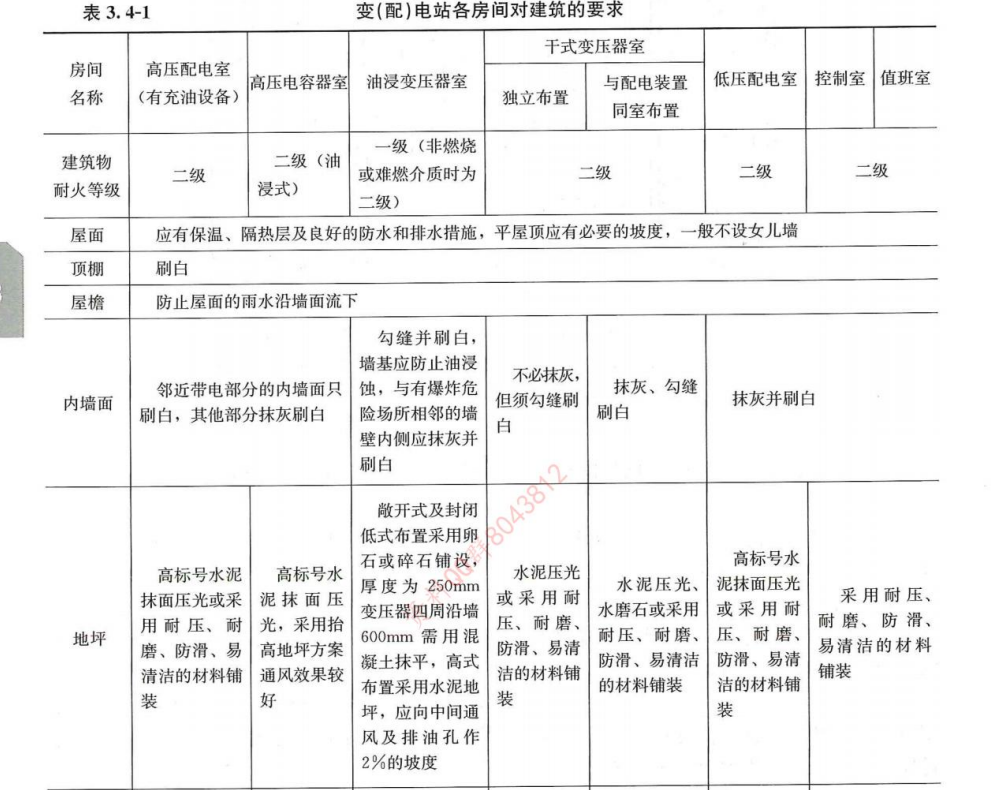 表 3. 4-1 变(配)电站各房间对建筑的要求
房间
名称
高压配电室
（有充油设备）
高压电容器室
油浸变压器室
干式变压器室
独立布置
与配电装置
同室布置
低压配电室
控制室
值班室
建筑物
耐火等级
二级
二级（油
浸式）
一级（非燃烧
或难燃介质时为
二级）
二级
二级
二级
屋面
应有保温、隔热层及良好的防水和排水措施，平屋顶应有必要的坡度，一般不设女儿墙
顶棚
刷白
屋檐
防止屋面的雨水沿墙面流下
内墙面
邻近带电部分的内墙面只
刷白，其他部分抹灰刷白
勾缝并刷白，
墙基应防止油浸
蚀，与有爆炸危
险场所相邻的墙
壁内侧应抹灰并
刷白
不必抹灰，
但须勾缝刷
白
抹灰、勾缝
刷白
抹灰并刷白
地坪
高标号水泥
抹面压光或采
用耐压、耐
磨、防滑、易
清洁的材料铺
装
高标号水
泥抹面压
光，采用抬
高地坪方案
通风效果较
好
敞开式及封闭
低式布置采用卵
石或碎石铺设，
厚度为 250mm
变压器四周沿墙
600mm 需用混
凝土抹平，高式
布置采用水泥地
坪，应向中间通
风及排油孔作
2%的坡度
水泥压光
或采用耐
压、耐磨、
防滑、易清
洁的材料铺
装
水泥压光、
水磨石或采用
耐压、耐磨、
防滑、易清洁
的材料铺装
高标号水
泥抹面压光
或采用耐
压、耐磨、
防滑、易清
洁的材料铺
装
采用耐压、
耐磨、防滑、
易清洁的材料
铺装
群8043812